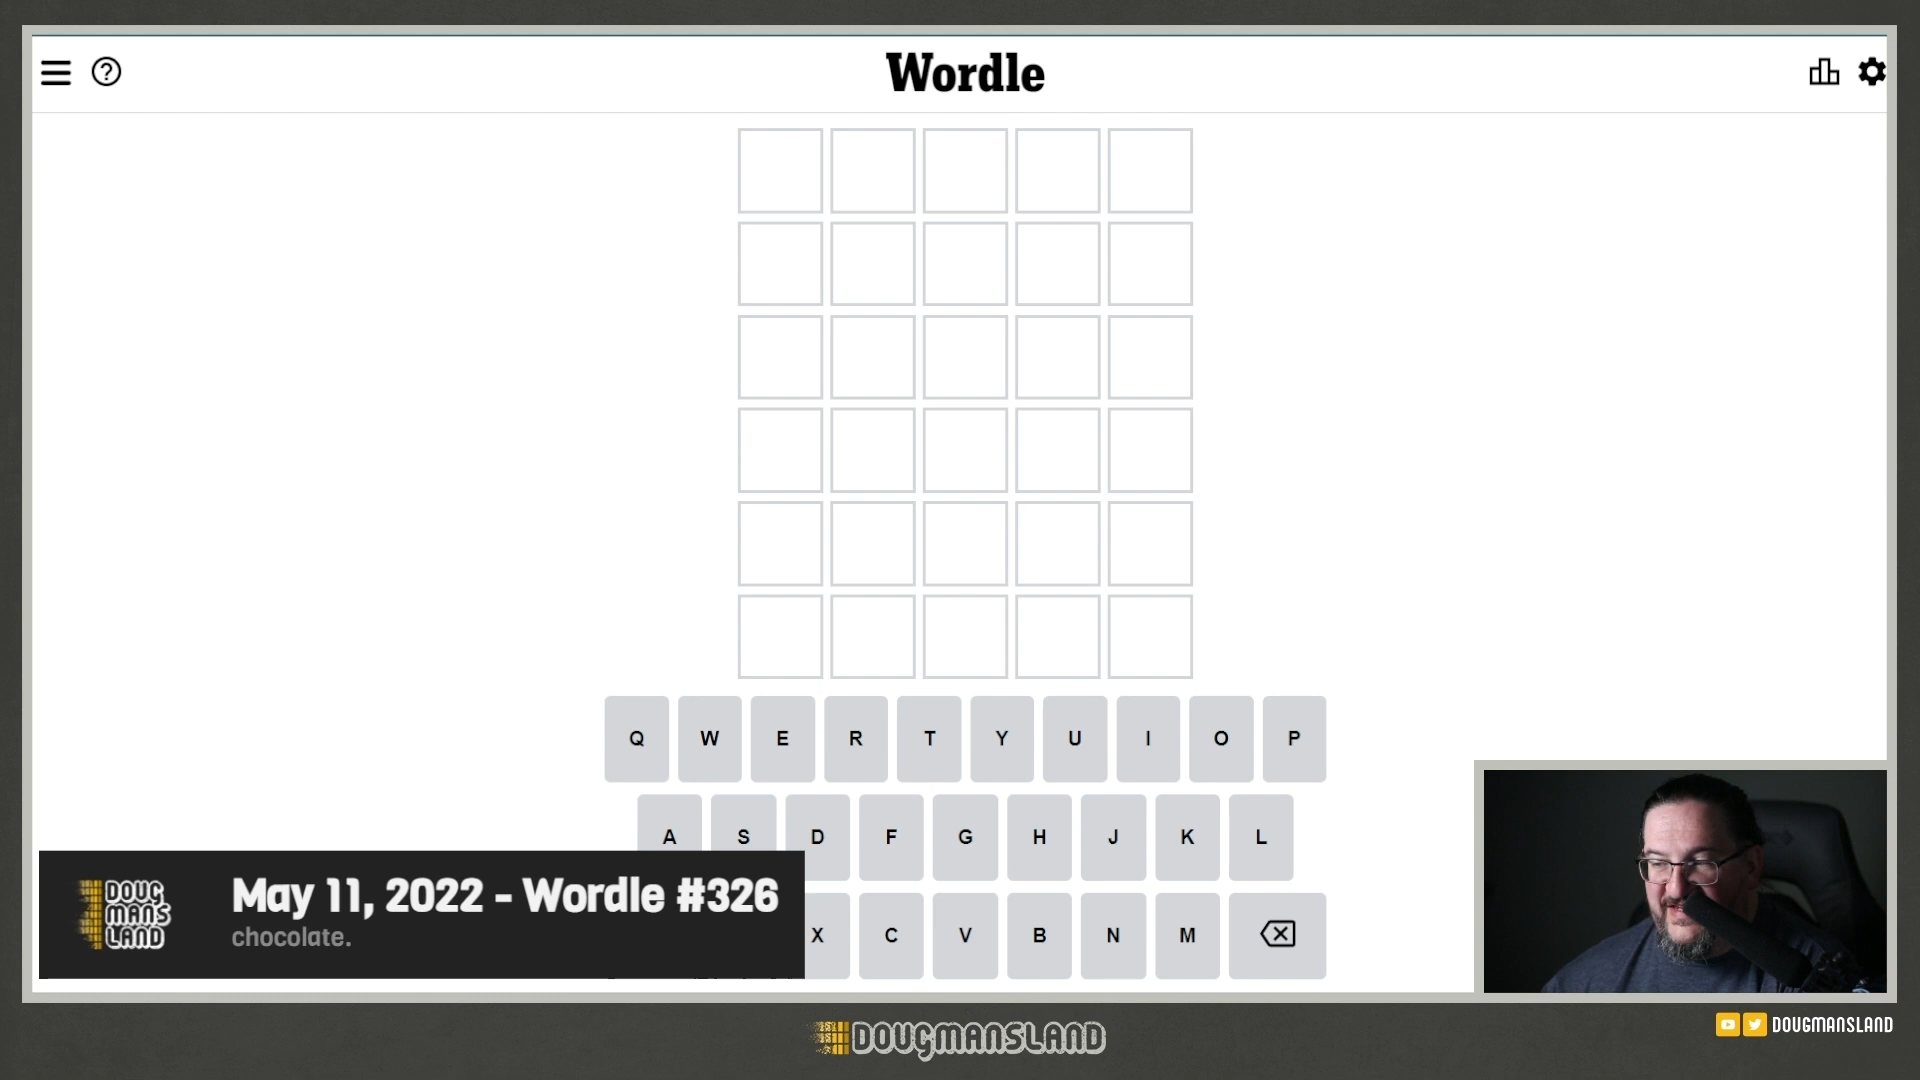 Wordle
Q W E R T Y U I O P
A S D F G H J K L
X C V B N M
DOUG
MANS
LAND
May 11, 2022 - Wordle #326
chocolate.
DOUGMANSLAND
DOUGMANSLAND